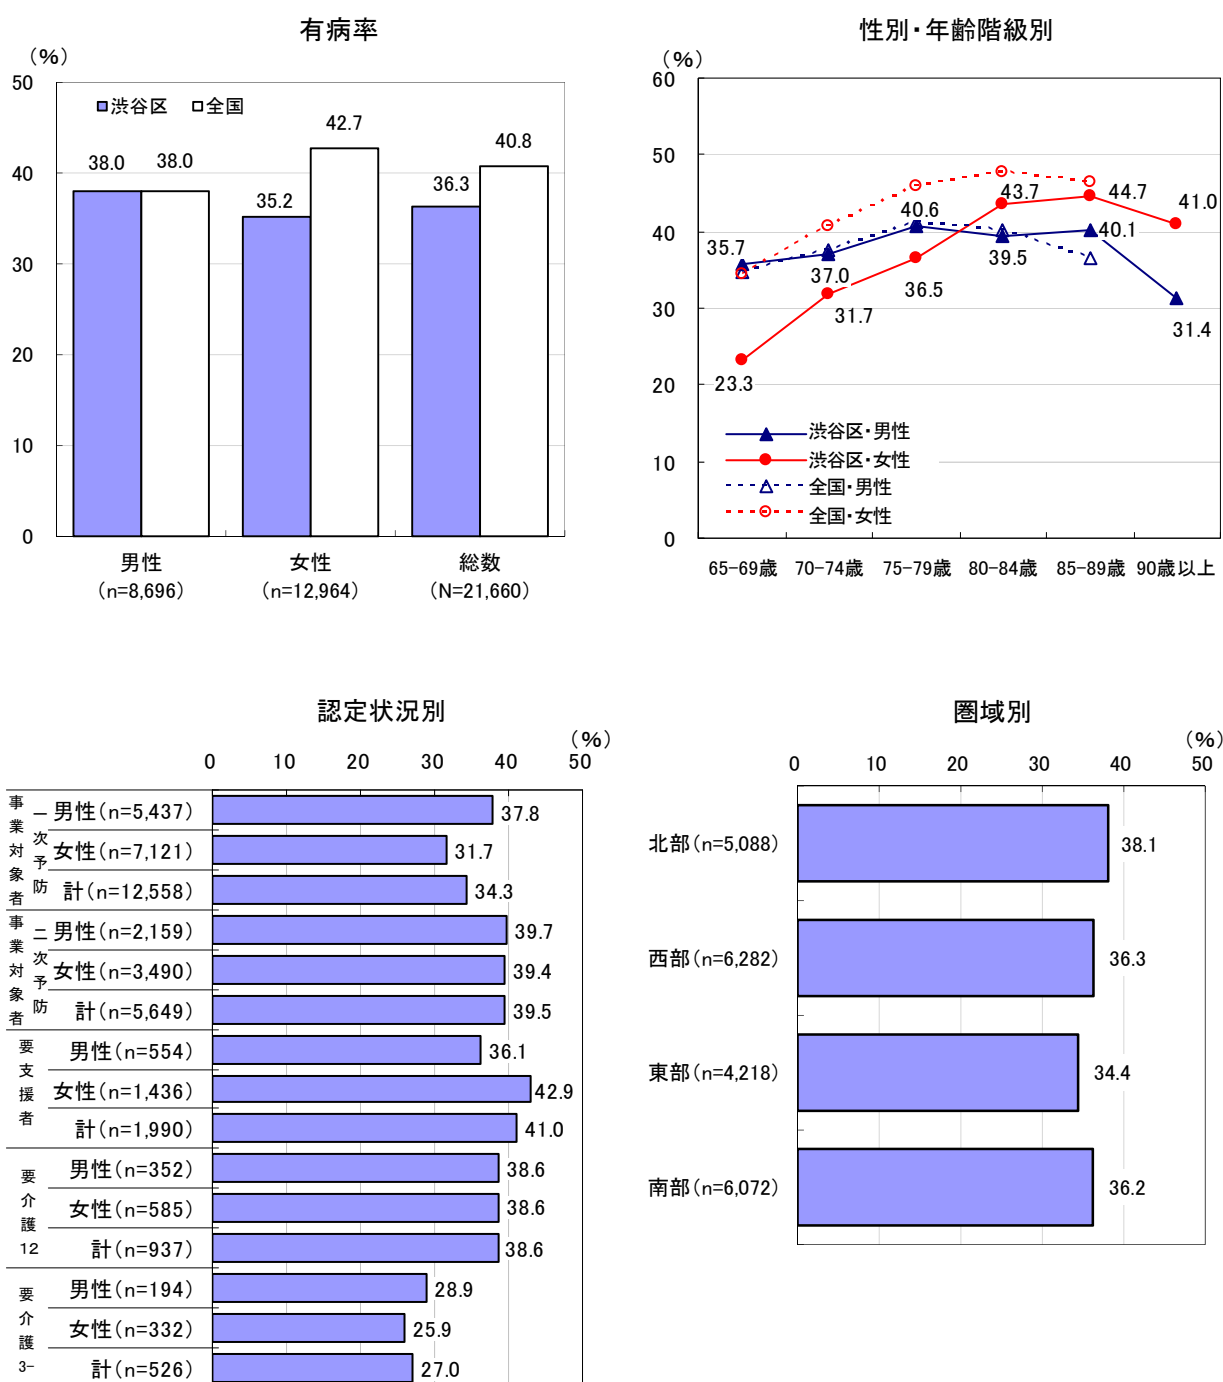 有病率
(%)
50
40
30
20
10
0
渋谷区 全国
38.0 38.0
35.2 42.7
36.3 40.8
男性 女性 総数
(n=8,696) (n=12,964) (N=21,660)
性別・年齢階級別
(%)
60
50
40
30
20
10
0
35.7 37.0 40.6 39.5 40.1 31.4
23.3 31.7 36.5 43.7 44.7 41.0
渋谷区・男性
渋谷区・女性
全国・男性
全国・女性
65-69歳 70-74歳 75-79歳 80-84歳 85-89歳 90歳以上
認定状況別
(%)
0 10 20 30 40 50
一次予防事業対象者
男性(n=5,437) 37.8
女性(n=7,121) 31.7
計(n=12,558) 34.3
二次予防事業対象者
男性(n=2,159) 39.7
女性(n=3,490) 39.4
計(n=5,649) 39.5
要支援者
男性(n=554) 36.1
女性(n=1,436) 42.9
計(n=1,990) 41.0
要介護12
男性(n=352) 38.6
女性(n=585) 38.6
計(n=937) 38.6
要介護3-
男性(n=194) 28.9
女性(n=332) 25.9
計(n=526) 27.0
圏域別
(%)
0 10 20 30 40 50
北部(n=5,088) 38.1
西部(n=6,282) 36.3
東部(n=4,218) 34.4
南部(n=6,072) 36.2